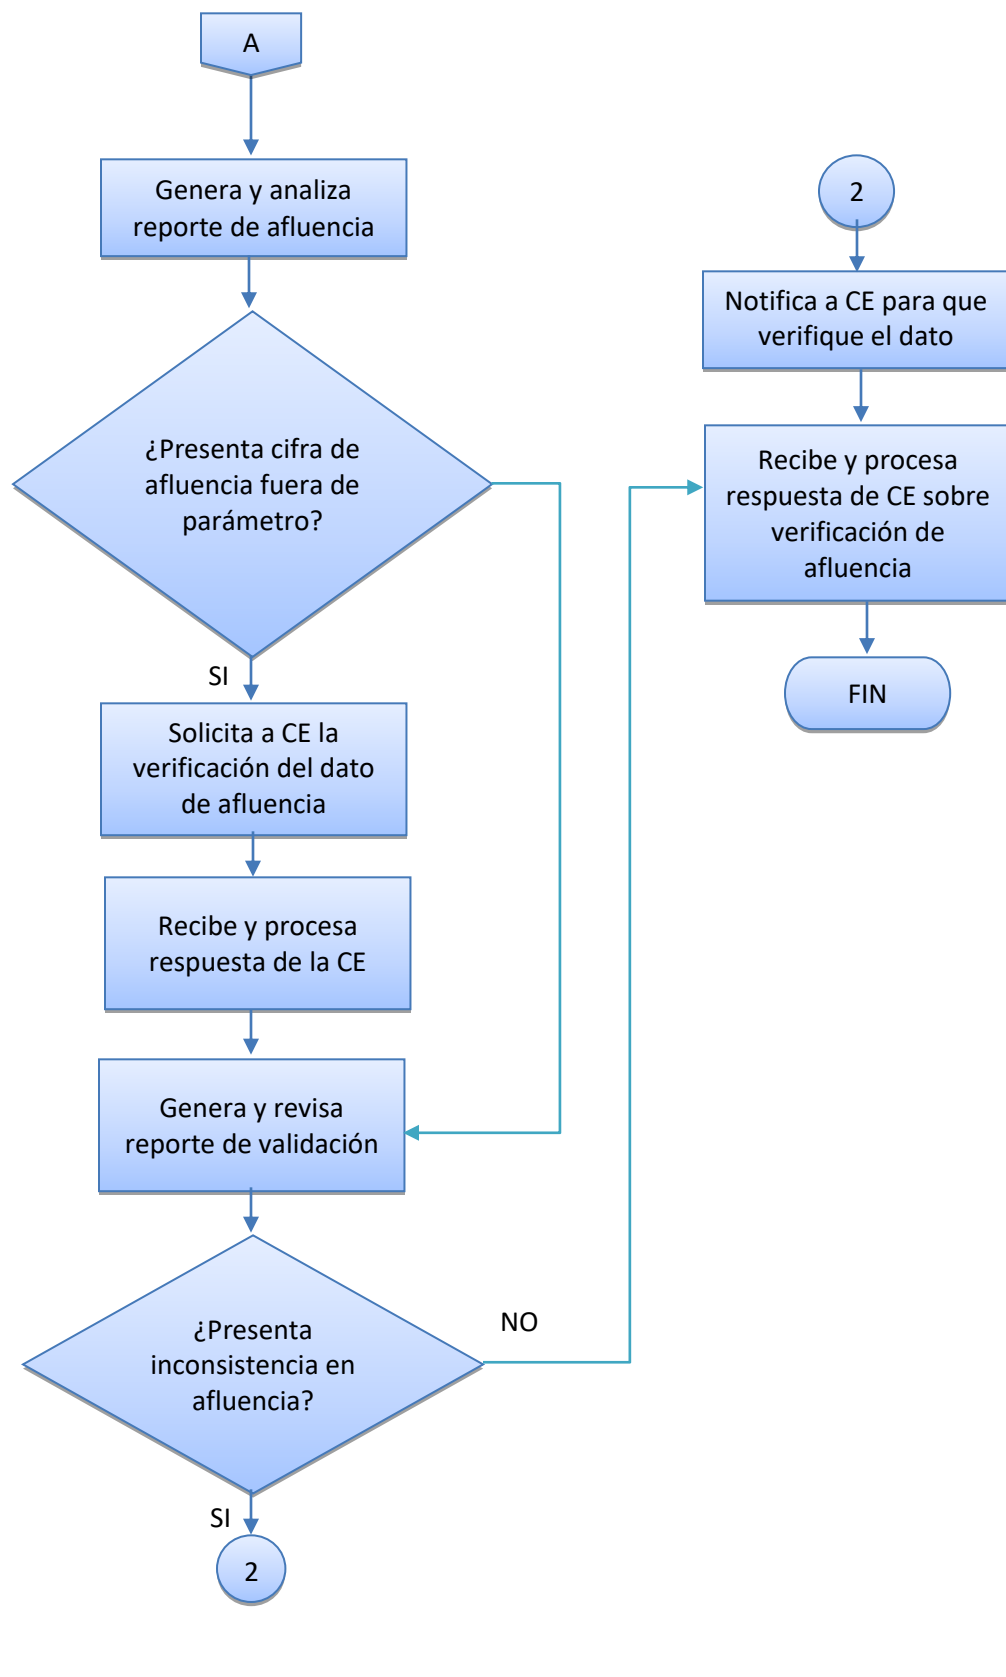 A
Genera y analiza
reporte de afluencia
¿Presenta cifra de
afluencia fuera de
parámetro?
SI
Solicita a CE la
verificación del dato
de afluencia
Recibe y procesa
respuesta de la CE
Genera y revisa
reporte de validación
¿Presenta
inconsistencia en
afluencia?
NO
SI
2
2
Notifica a CE para que
verifique el dato
Recibe y procesa
respuesta de CE sobre
verificación de
afluencia
FIN